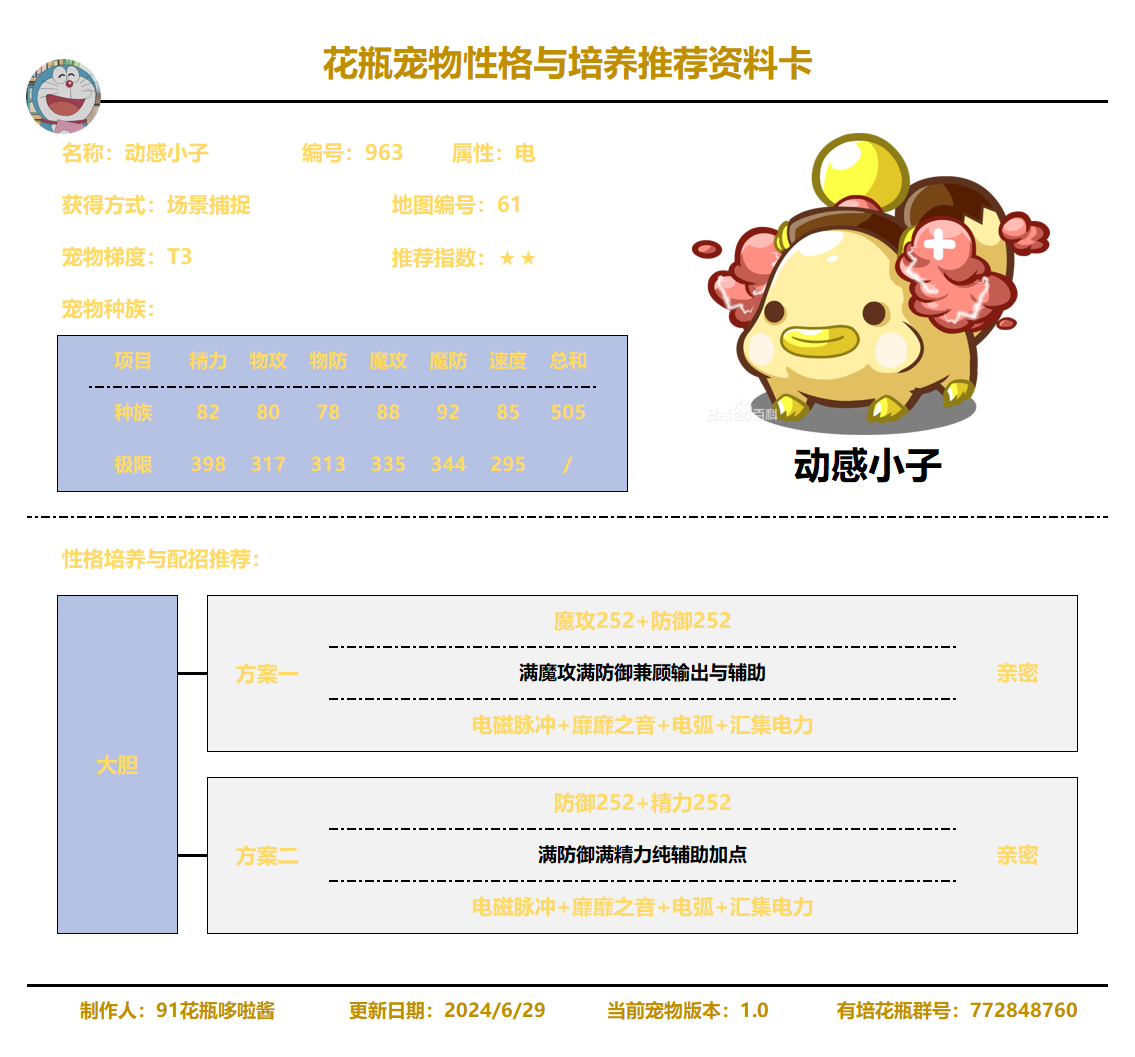 花瓶宠物性格与培养推荐资料卡
名称：动感小子 编号：963 属性：电
获得方式：场景捕捉 地图编号：61
宠物梯度：T3 推荐指数：★★
宠物种族：
项目 精力 物攻 物防 魔攻 魔防 速度 总和
种族 82 80 78 88 92 85 505
极限 398 317 313 335 344 295 /
Bai 百科
动感小子
性格培养与配招推荐：
大胆
方案一
魔攻252+防御252
满魔攻满防御兼顾输出与辅助
电磁脉冲+靡靡之音+电弧+汇集电力
亲密
方案二
防御252+精力252
满防御满精力纯辅助加点
电磁脉冲+靡靡之音+电弧+汇集电力
亲密
制作人：91花瓶哆啦酱 更新日期：2024/6/29 当前宠物版本：1.0 有培花瓶群号：772848760